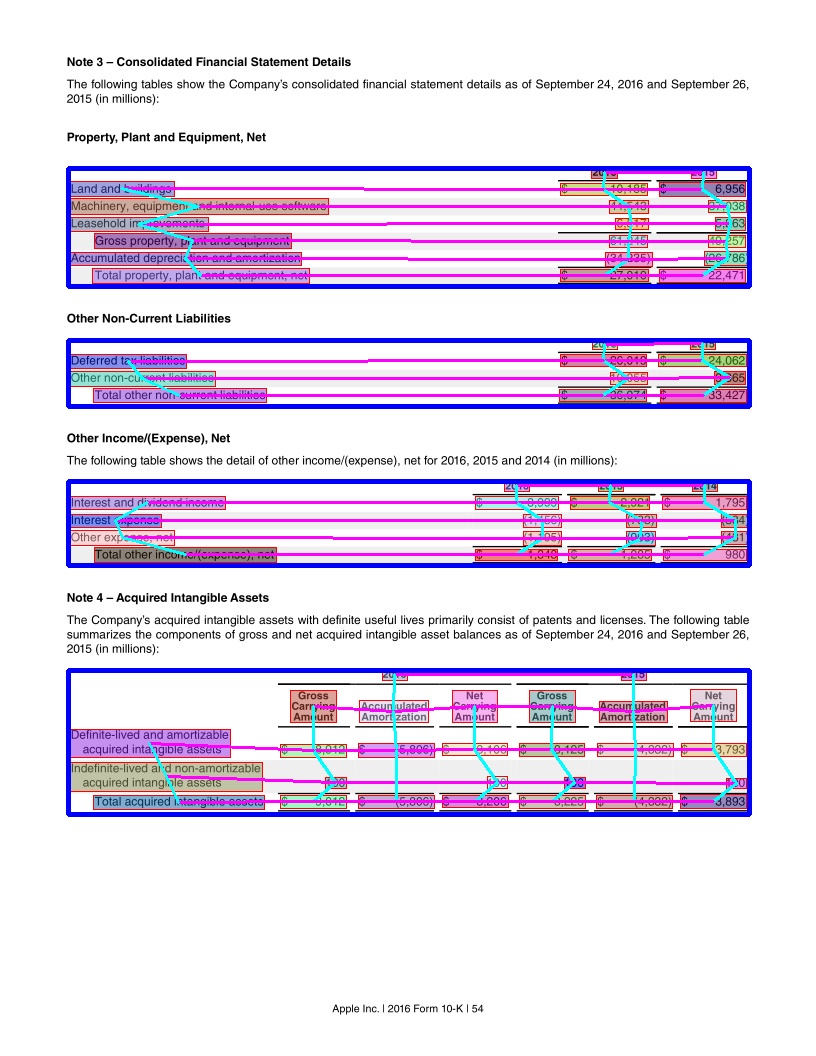 Note 3 – Consolidated Financial Statement Details
The following tables show the Company's consolidated financial statement details as of September 24, 2016 and September 26,
2015 (in millions):
Property, Plant and Equipment, Net
2016 2015
Land and buildings $ 10,185 $ 6,956
Machinery, equipment and internal-use software 44,543 37,038
Leasehold improvements 6,517 5,263
Gross property, plant and equipment 61,245 49,257
Accumulated depreciation and amortization (34,235) (26,786)
Total property, plant and equipment, net $ 27,010 $ 22,471
Other Non-Current Liabilities
2016 2015
Deferred tax liabilities $ 26,019 $ 24,062
Other non-current liabilities 10,055 9,365
Total other non-current liabilities $ 36,074 $ 33,427
Other Income/(Expense), Net
The following table shows the detail of other income/(expense), net for 2016, 2015 and 2014 (in millions):
2016 2015 2014
Interest and dividend income $ 3,999 $ 2,921 $ 1,795
Interest expense (1,456) (733) (384)
Other expense, net (1,195) (903) (431)
Total other income/(expense), net $ 1,348 $ 1,285 $ 980
Note 4 – Acquired Intangible Assets
The Company's acquired intangible assets with definite useful lives primarily consist of patents and licenses. The following table
summarizes the components of gross and net acquired intangible asset balances as of September 24, 2016 and September 26,
2015 (in millions):
2016 2015
Gross Carrying Amount Accumulated Amortization Net Carrying Amount Gross Carrying Amount Accumulated Amortization Net Carrying Amount
Definite-lived and amortizable
acquired intangible assets $ 8,912 $ (5,806) $ 3,106 $ 8,125 $ (4,332) $ 3,793
Indefinite-lived and non-amortizable
acquired intangible assets 100 100 100 100
Total acquired intangible assets $ 9,012 $ (5,806) $ 3,206 $ 8,225 $ (4,332) $ 3,893
Apple Inc. | 2016 Form 10-K | 54